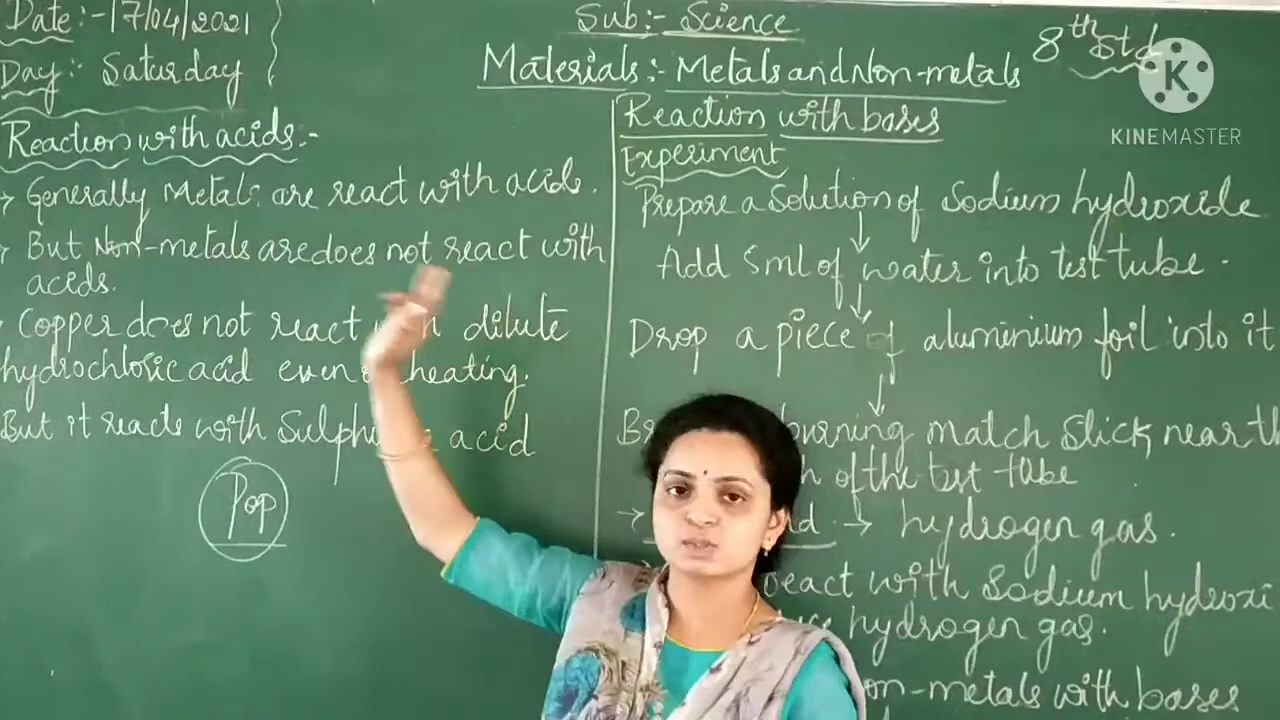 Date:-17/04/2021
Day:- Saturday
Sub:- Science
8th Std
Materials:- Metals and Non-metals
KINEMASTER
Reaction with acids:-
→ Generally Metals are react with acids.
→ But Non-metals are does not react with
acids.
Copper does not react dilute
hydrochloric acid even heating.
But it reacts with acid
Pop
Reaction with bases
Experiment
Prepare a Solution of Sodium hydroxide
↓
Add 5ml of water into test tube.
↓
Drop a piece of aluminium foil into it
↓
burning match stick near
of the test tube
→ → hydrogen gas.
react with Sodium
hydrogen gas.
with bases